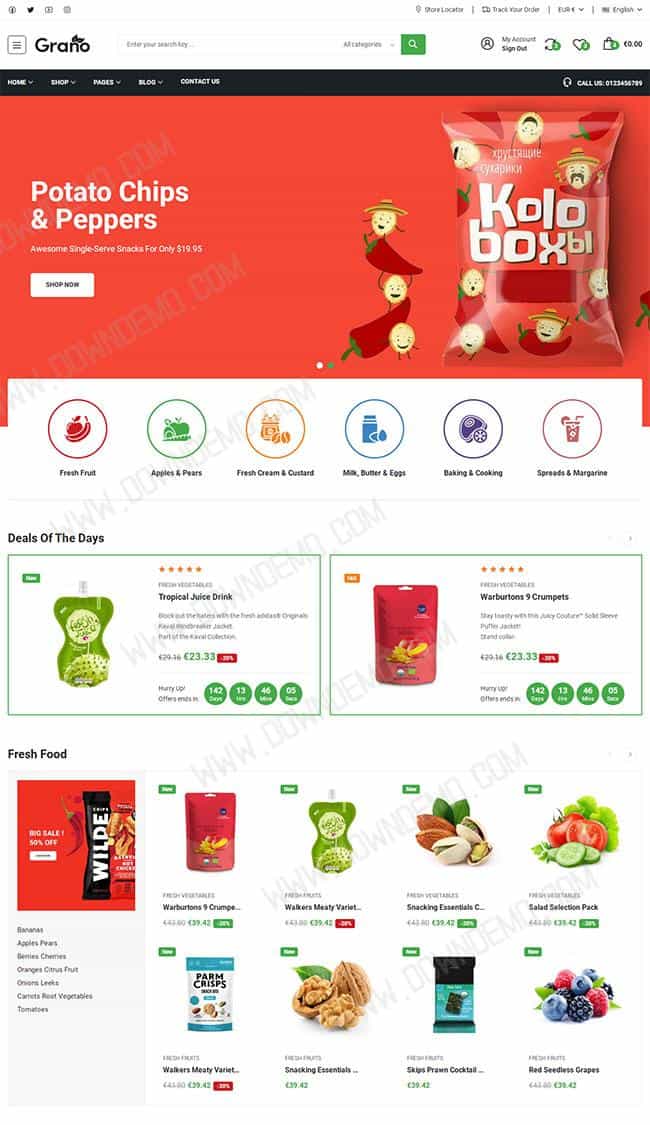 Store Locator
Track Your Order
EUR €
English
Grano
Enter your search key ...
All categories
My Account
Sign Out
€0.00
HOME
SHOP
PAGES
BLOG
CONTACT US
CALL US: 0123456789
Potato Chips
& Peppers
Awesome Single-Serve Snacks For Only $19.95
SHOP NOW
хрустящие
сухарики
Kolo
boxы
Fresh Fruit
Apples & Pears
Fresh Cream & Custard
Milk, Butter & Eggs
Baking & Cooking
Spreads & Margarine
Deals Of The Days
New
FRESH VEGETABLES
Tropical Juice Drink
Block out the haters with the fresh adidas® Originals
Kaval Windbreaker Jacket.
Part of the Kaval Collection.
€29.16 €23.33 -20%
Hurry Up!
Offers ends in:
142 Days
13 Hrs
46 Mins
05 Secs
Hot
FRESH VEGETABLES
Warburtons 9 Crumpets
Stay toasty with this Juicy Couture™ Solid Sleeve
Puffer Jacket!
Stand collar.
€29.16 €23.33 -20%
Hurry Up!
Offers ends in:
142 Days
13 Hrs
46 Mins
05 Secs
Fresh Food
BIG SALE !
50% OFF
CHIPS
WILDE
Bananas
Apples Pears
Berries Cherries
Oranges Citrus Fruit
Onions Leeks
Carrots Root Vegetables
Tomatoes
New
FRESH VEGETABLES
Warburtons 9 Crumpe...
€43.80 €39.42 -20%
New
FRESH FRUITS
Walkers Meaty Variet...
€43.80 €39.42 -20%
New
FRESH VEGETABLES
Snacking Essentials C...
€43.80 €39.42 -20%
New
FRESH VEGETABLES
Salad Selection Pack
€43.80 €39.42 -20%
New
PARM
CRISPS
SNACK MIX
FRESH FRUITS
Walkers Meaty Variet...
€43.80 €39.42 -20%
New
FRESH FRUITS
Snacking Essentials ...
€39.42
New
FRESH FRUITS
Skips Prawn Cocktail ...
€39.42
New
FRESH FRUITS
Red Seedless Grapes
€43.80 €39.42
WWW.DOWNDEMO.COM